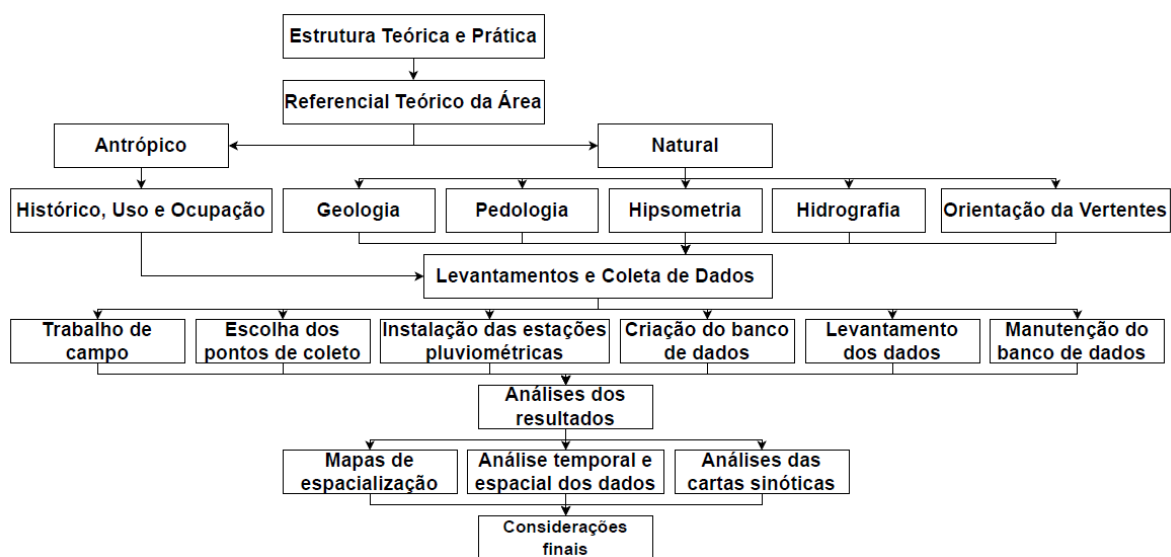 Estrutura Teórica e Prática
Referencial Teórico da Área
Antrópico
Natural
Histórico, Uso e Ocupação
Geologia
Pedologia
Hipsometria
Hidrografia
Orientação da Vertentes
Levantamentos e Coleta de Dados
Trabalho de
campo
Escolha dos
pontos de coleto
Instalação das estações
pluviométricas
Criação do banco
de dados
Levantamento
dos dados
Manutenção do
banco de dados
Análises dos
resultados
Mapas de
espacialização
Análise temporal e
espacial dos dados
Análises das
cartas sinóticas
Considerações
finais